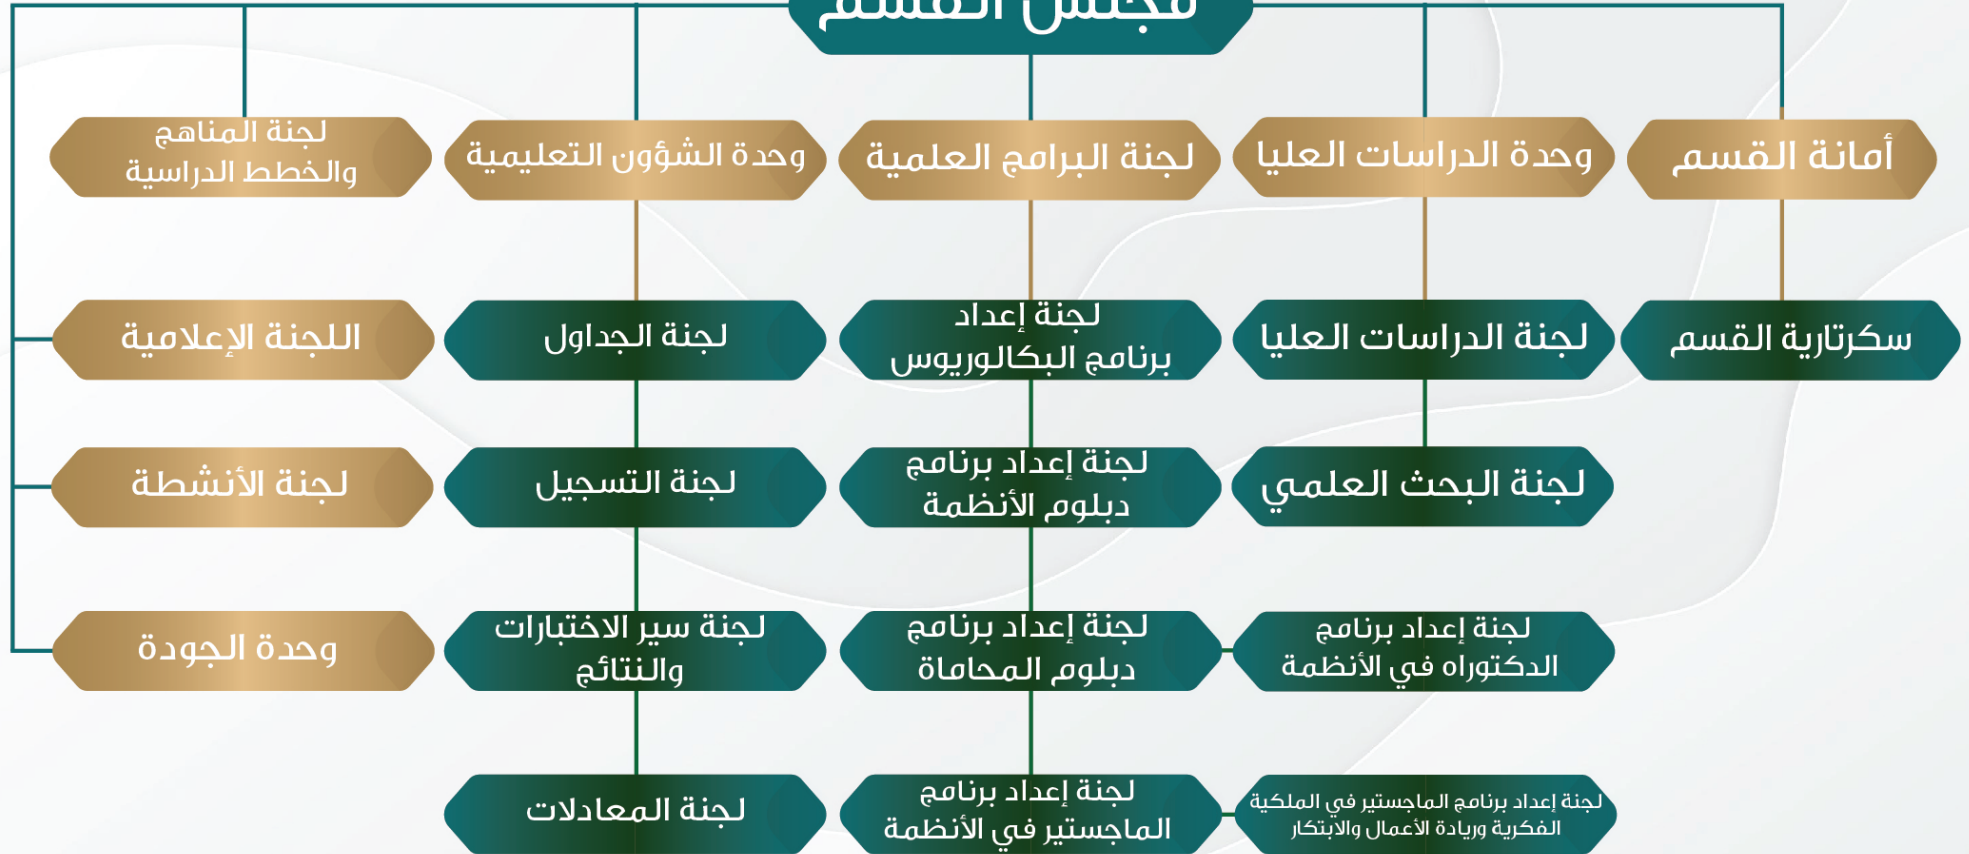 مجلس القسم
أمانة القسم
وحدة الدراسات العليا
لجنة البرامج العلمية
وحدة الشؤون التعليمية
لجنة المناهج
والخطط الدراسية
سكرتارية القسم
لجنة الدراسات العليا
لجنة إعداد
برنامج البكالوريوس
لجنة الجداول
اللجنة الإعلامية
لجنة البحث العلمي
لجنة إعداد برنامج
دبلوم الأنظمة
لجنة التسجيل
لجنة الأنشطة
لجنة إعداد برنامج
الدكتوراه في الأنظمة
لجنة إعداد برنامج
دبلوم المحاماة
لجنة سير الاختبارات
والنتائج
وحدة الجودة
لجنة إعداد برنامج الماجستير في الملكية
الفكرية وريادة الأعمال والابتكار
لجنة إعداد برنامج
الماجستير في الأنظمة
لجنة المعادلات